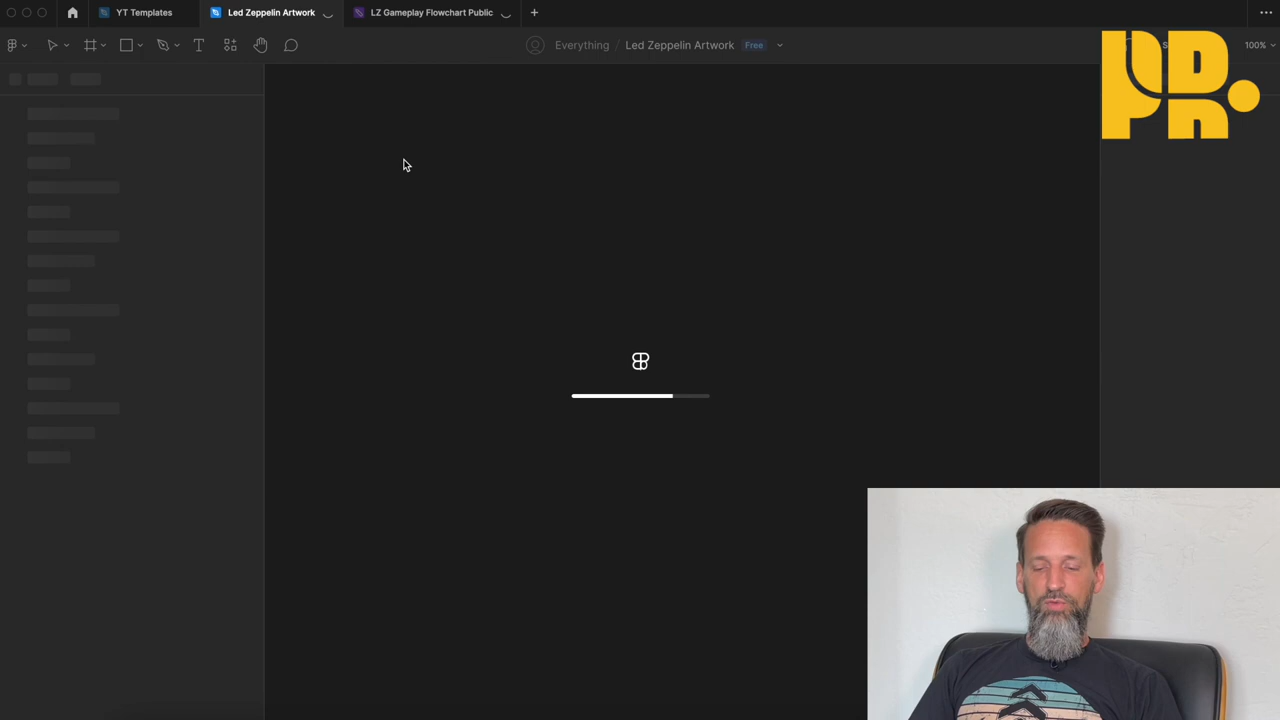 YT Templates
Led Zeppelin Artwork
LZ Gameplay Flowchart Public
Everything / Led Zeppelin Artwork
Free
100%